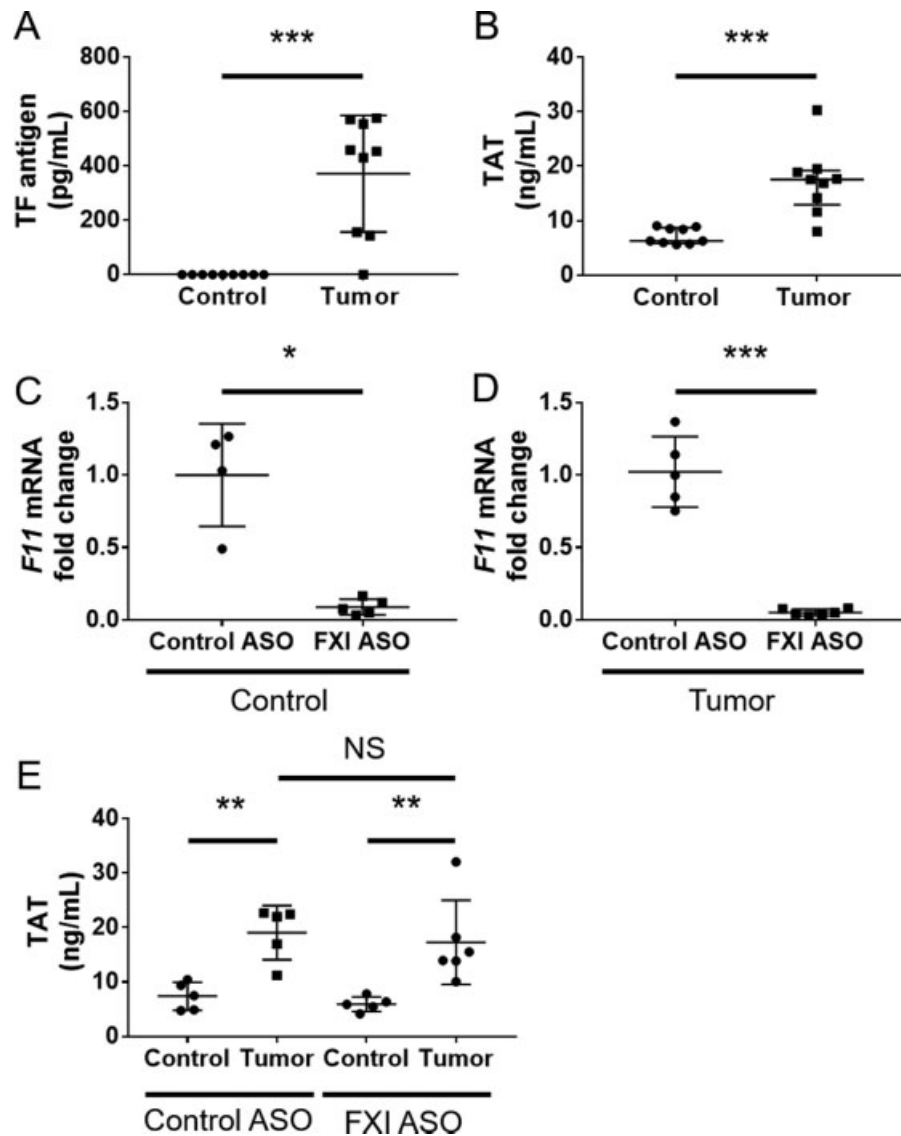 A
***
TF antigen
(pg/mL)
800
600
400
200
0
Control
Tumor
B
***
TAT
(ng/mL)
40
30
20
10
0
Control
Tumor
C
*
F11 mRNA
fold change
1.5
1.0
0.5
0.0
Control ASO
FXI ASO
Control
D
***
F11 mRNA
fold change
1.5
1.0
0.5
0.0
Control ASO
FXI ASO
Tumor
E
NS
**
**
TAT
(ng/mL)
40
30
20
10
0
Control
Tumor
Control
Tumor
Control ASO
FXI ASO